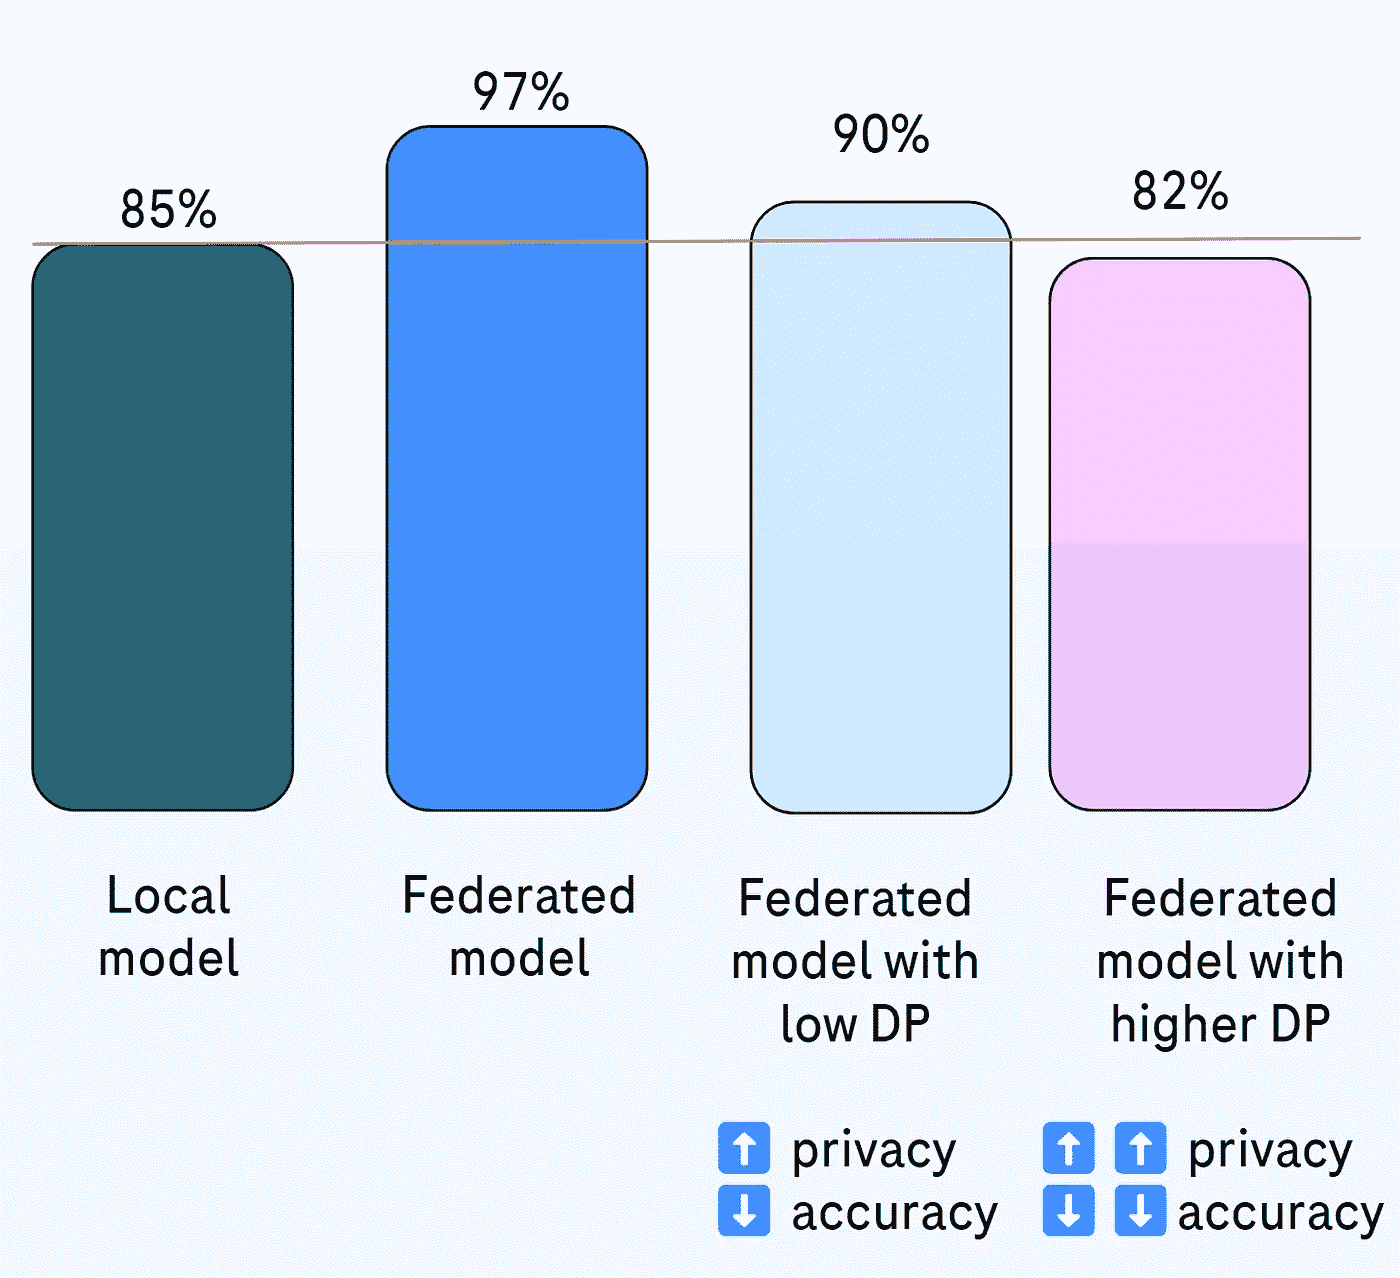 85%
97%
90%
82%
Local
model
Federated
model
Federated
model with
low DP
Federated
model with
higher DP
privacy
accuracy
privacy
accuracy